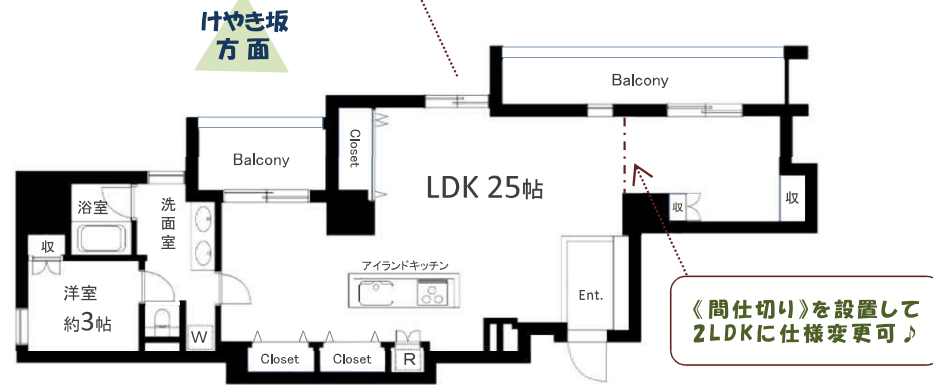 けやき坂
方面
Balcony
Balcony
Closet
LDK 25帖
浴室
洗面室
収
収
収
アイランドキッチン
洋室
約3帖
Ent.
W
Closet
Closet
R
《間仕切り》を設置して
2LDKに仕様変更可♪